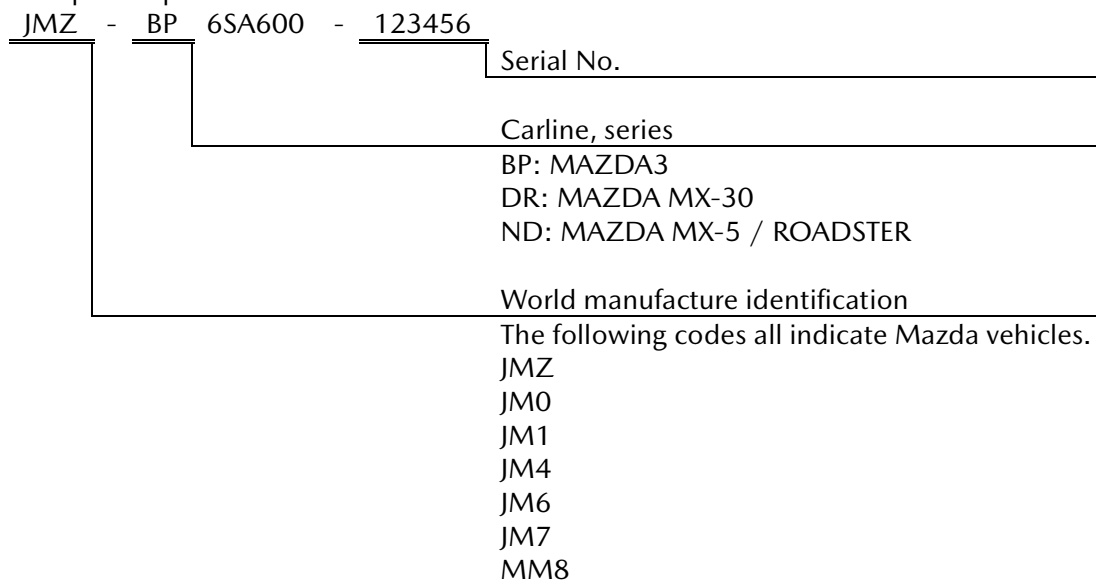 JMZ - BP 6SA600 - 123456
Serial No.
Carline, series
BP: MAZDA3
DR: MAZDA MX-30
ND: MAZDA MX-5 / ROADSTER
World manufacture identification
The following codes all indicate Mazda vehicles.
JMZ
JM0
JM1
JM4
JM6
JM7
MM8